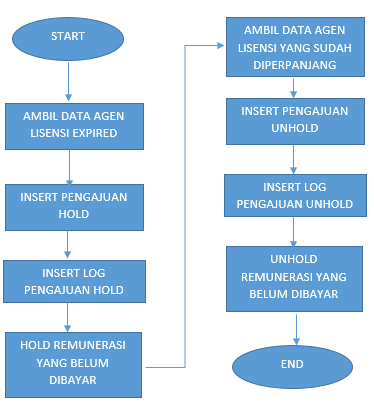 START
AMBIL DATA AGEN
LISENSI EXPIRED
INSERT PENGAJUAN
HOLD
INSERT LOG
PENGAJUAN HOLD
HOLD REMUNERASI
YANG BELUM
DIBAYAR
AMBIL DATA AGEN
LISENSI YANG SUDAH
DIPERPANJANG
INSERT PENGAJUAN
UNHOLD
INSERT LOG
PENGAJUAN UNHOLD
UNHOLD
REMUNERASI YANG
BELUM DIBAYAR
END